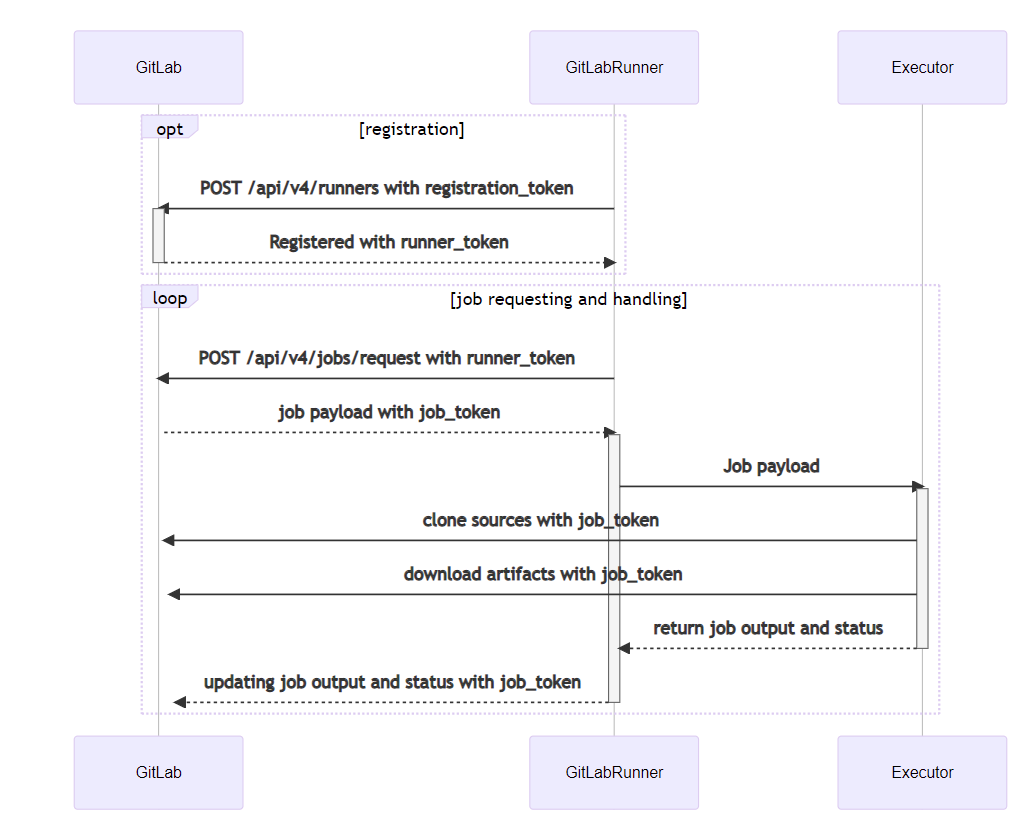 GitLab
GitLabRunner
Executor
opt
[registration]
POST /api/v4/runners with registration_token
Registered with runner_token
loop
[job requesting and handling]
POST /api/v4/jobs/request with runner_token
job payload with job_token
Job payload
clone sources with job_token
download artifacts with job_token
return job output and status
updating job output and status with job_token
GitLab
GitLabRunner
Executor